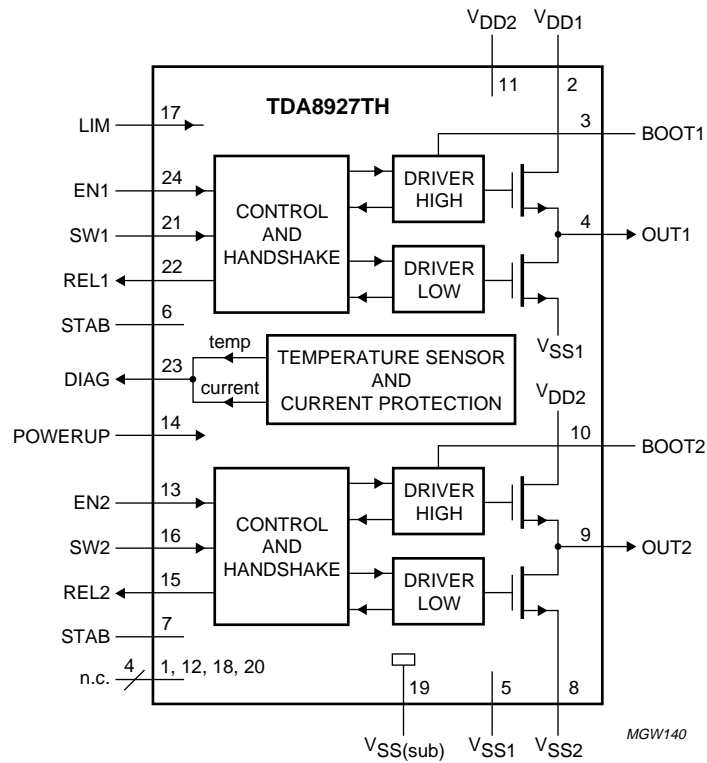 VDD2 VDD1
11 2
TDA8927TH
LIM 17
3 BOOT1
EN1 24
SW1 21
REL1 22
CONTROL
AND
HANDSHAKE
DRIVER
HIGH
4 OUT1
DRIVER
LOW
STAB 6
VSS1
DIAG 23
temp
current
TEMPERATURE SENSOR
AND
CURRENT PROTECTION
VDD2
POWERUP 14
10 BOOT2
EN2 13
SW2 16
REL2 15
CONTROL
AND
HANDSHAKE
DRIVER
HIGH
9 OUT2
DRIVER
LOW
STAB 7
n.c. 4 1, 12, 18, 20
19 5 8
VSS(sub) VSS1 VSS2
MGW140